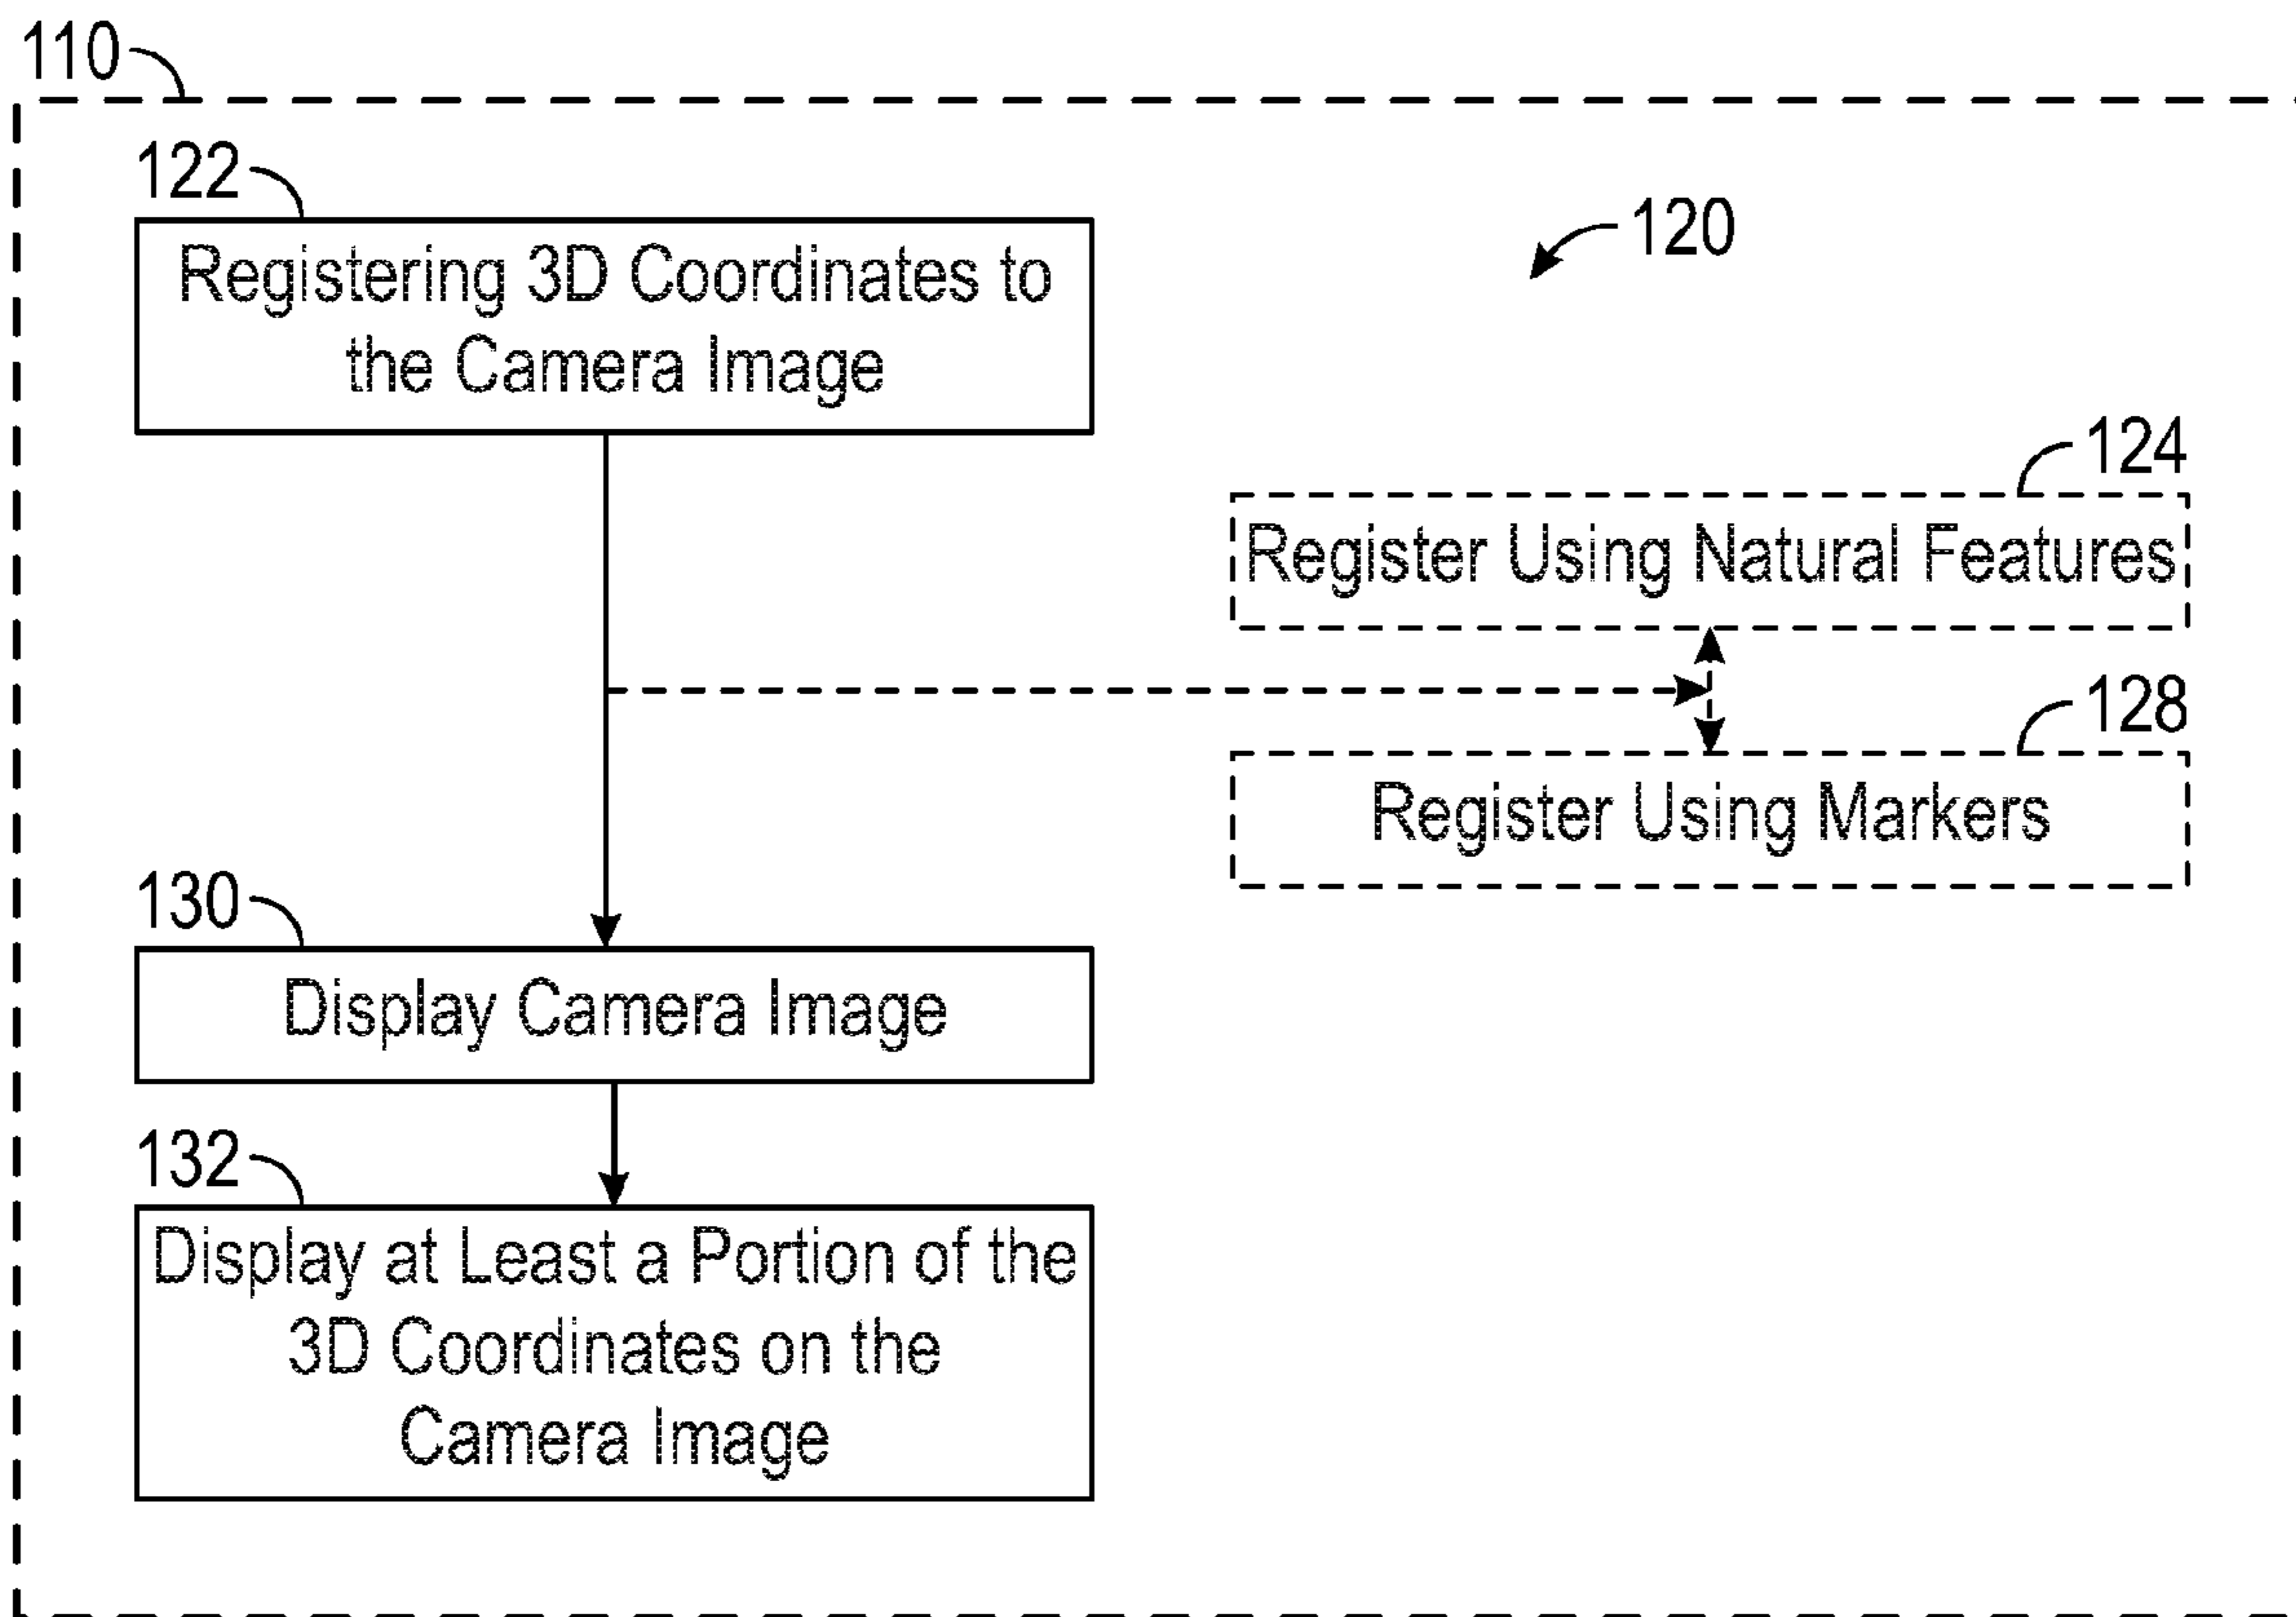 110
122
Registering 3D Coordinates to
the Camera Image
120
124
Register Using Natural Features
128
Register Using Markers
130
Display Camera Image
132
Display at Least a Portion of the
3D Coordinates on the
Camera Image